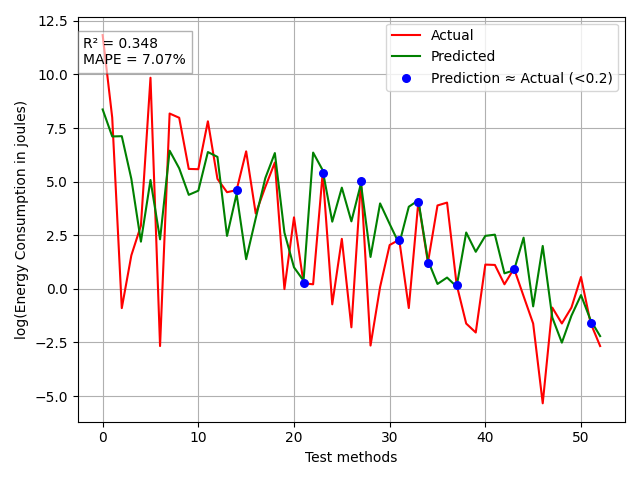 R² = 0.348
MAPE = 7.07%
Actual
Predicted
Prediction ≈ Actual (<0.2)
log(Energy Consumption in joules)
12.5
10.0
7.5
5.0
2.5
0.0
−2.5
−5.0
0
10
20
30
40
50
Test methods